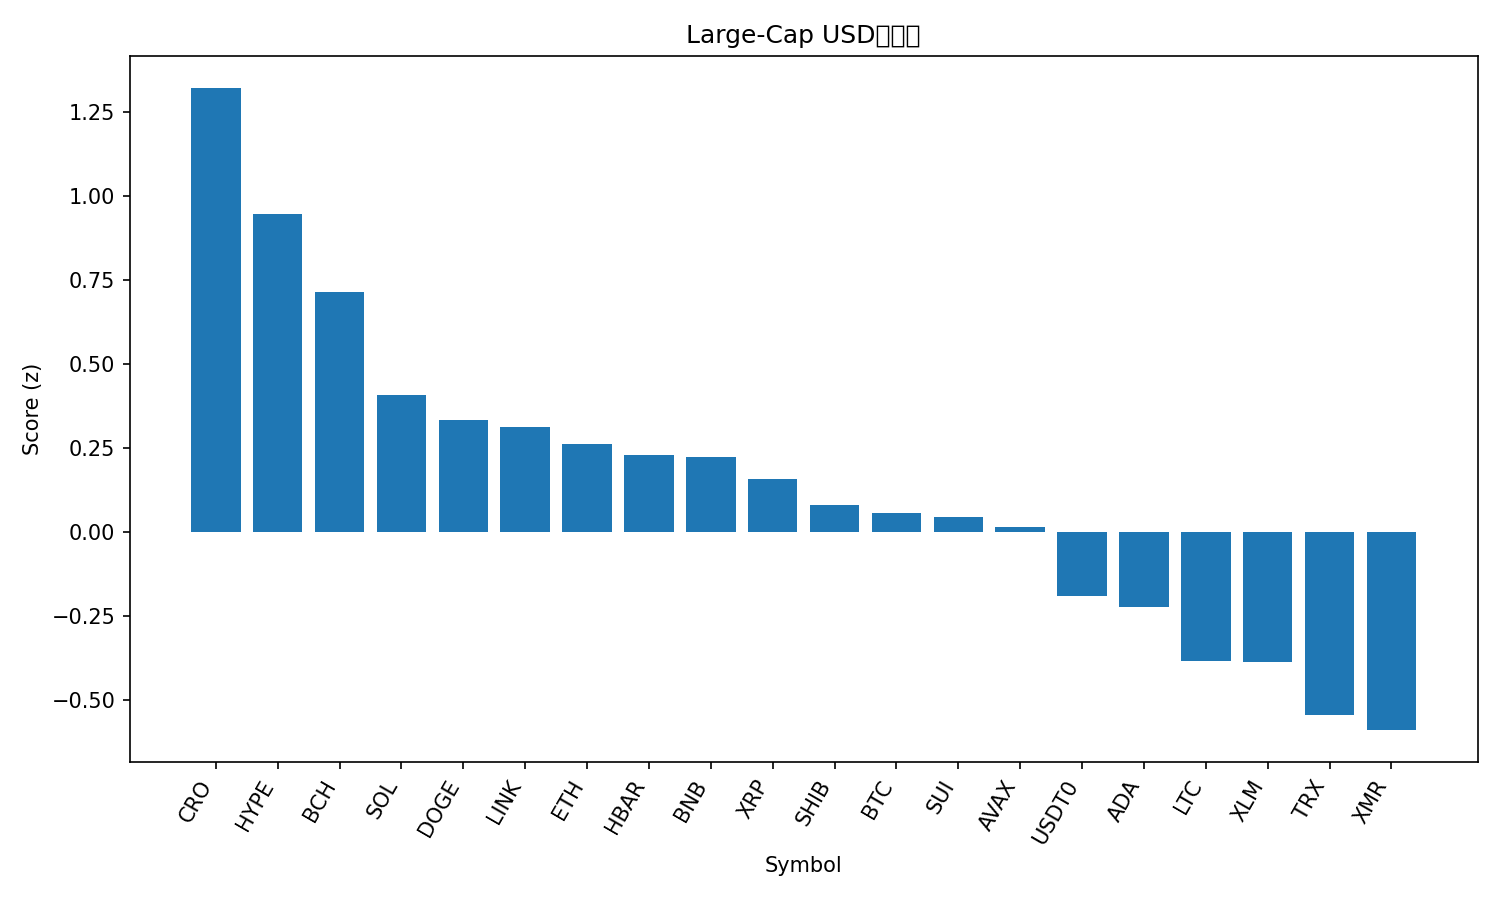 Large-Cap USD
1.25
1.00
0.75
0.50
0.25
0.00
−0.25
−0.50
Score (z)
CRO
HYPE
BCH
SOL
DOGE
LINK
ETH
HBAR
BNB
XRP
SHIB
BTC
SUI
AVAX
USDT0
ADA
LTC
XLM
TRX
XMR
Symbol